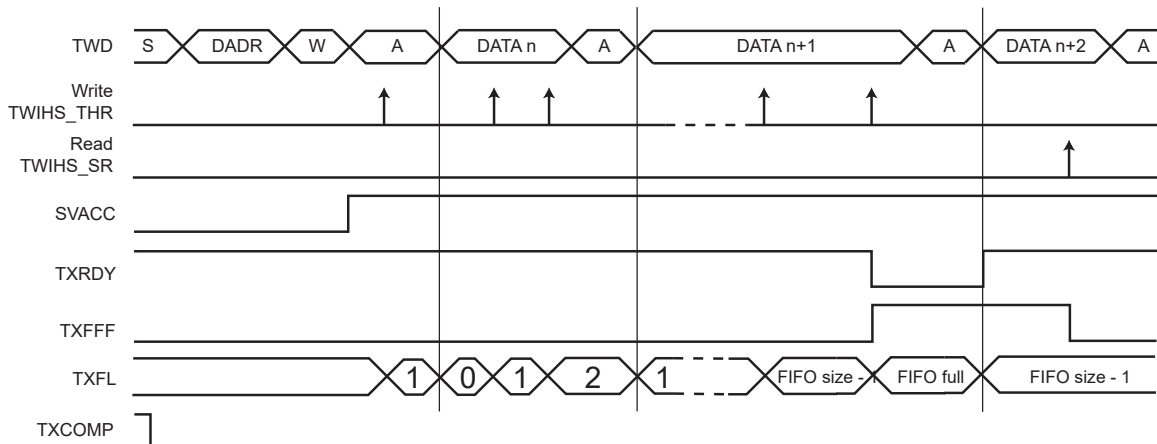 TWD S DADR W A DATA n A DATA n+1 A DATA n+2 A
Write
TWIHS_THR
Read
TWIHS_SR
SVACC
TXRDY
TXFFF
TXFL 1 0 1 2 1 FIFO size - 1 FIFO full FIFO size - 1
TXCOMP